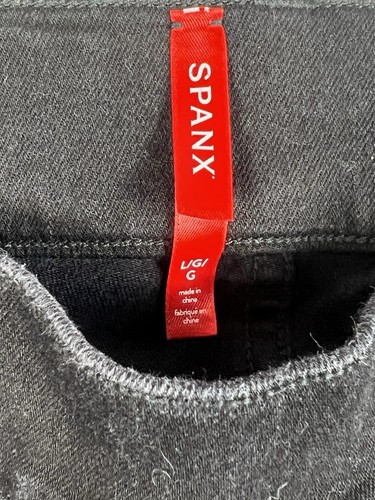 SPANX
L/G/
G
made in
china
fabriqué en
chine